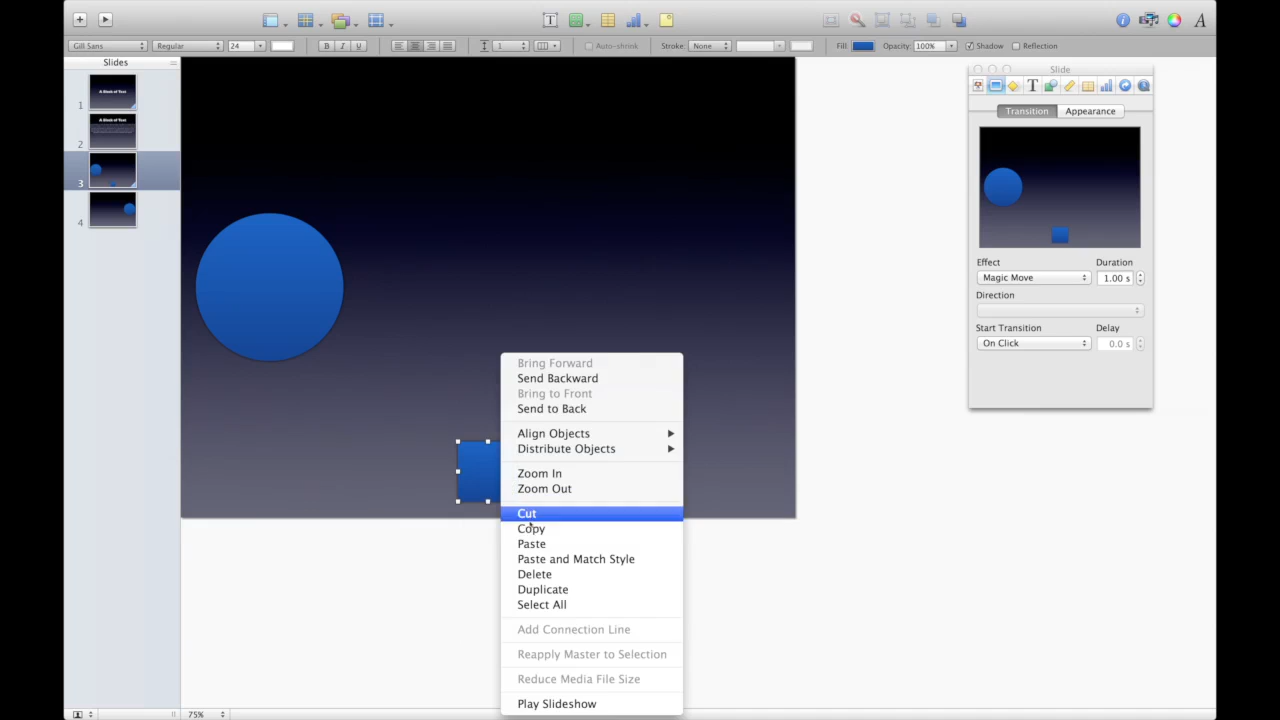 Gill Sans Regular 24 B I U 1 Auto-shrink Stroke: None Fill: Opacity: 100% Shadow Reflection
Slides
A Block of Text
1
A Block of Text
2
3
4
Bring Forward
Send Backward
Bring to Front
Send to Back
Align Objects
Distribute Objects
Zoom In
Zoom Out
Cut
Copy
Paste
Paste and Match Style
Delete
Duplicate
Select All
Add Connection Line
Reapply Master to Selection
Reduce Media File Size
Play Slideshow
Slide
Transition Appearance
Effect Duration
Magic Move 1.00 s
Direction
Start Transition Delay
On Click 0.0 s
75%